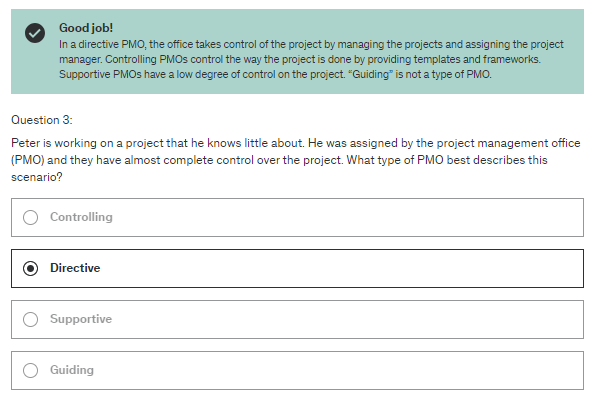 Good job!
In a directive PMO, the office takes control of the project by managing the projects and assigning the project
manager. Controlling PMOs control the way the project is done by providing templates and frameworks.
Supportive PMOs have a low degree of control on the project. "Guiding" is not a type of PMO.
Question 3:
Peter is working on a project that he knows little about. He was assigned by the project management office
(PMO) and they have almost complete control over the project. What type of PMO best describes this
scenario?
Controlling
Directive
Supportive
Guiding